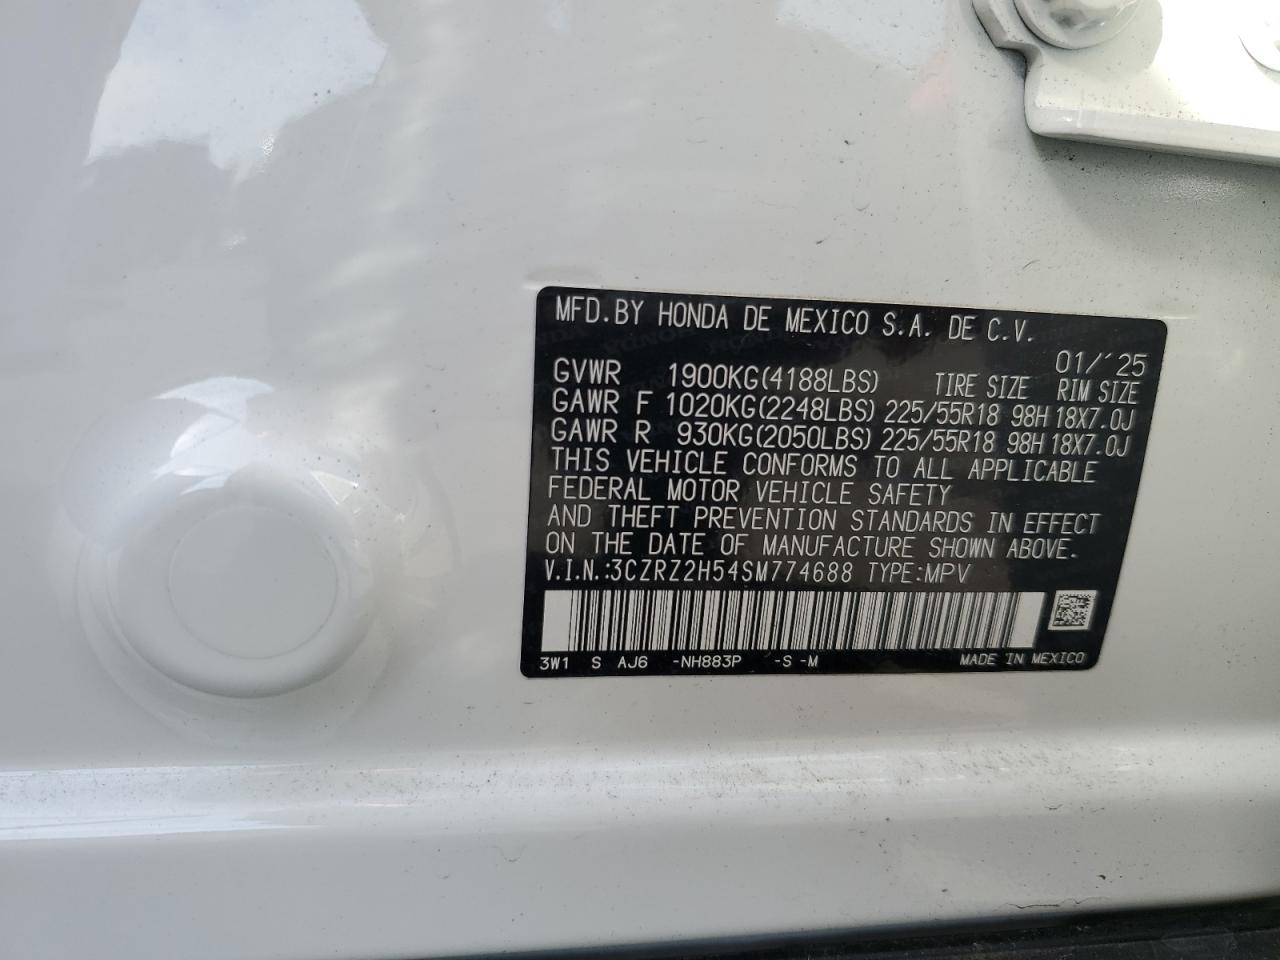 MFD.BY HONDA DE MEXICO S.A. DE C.V.
01/´25
GVWR 1900KG(4188LBS) TIRE SIZE RIM SIZE
GAWR F 1020KG(2248LBS) 225/55R18 98H 18X7.0J
GAWR R 930KG(2050LBS) 225/55R18 98H 18X7.0J
THIS VEHICLE CONFORMS TO ALL APPLICABLE
FEDERAL MOTOR VEHICLE SAFETY
AND THEFT PREVENTION STANDARDS IN EFFECT
ON THE DATE OF MANUFACTURE SHOWN ABOVE.
V.I.N.:3CZRZ2H54SM774688 TYPE:MPV
3W1 S AJ6 -NH883P -S -M MADE IN MEXICO